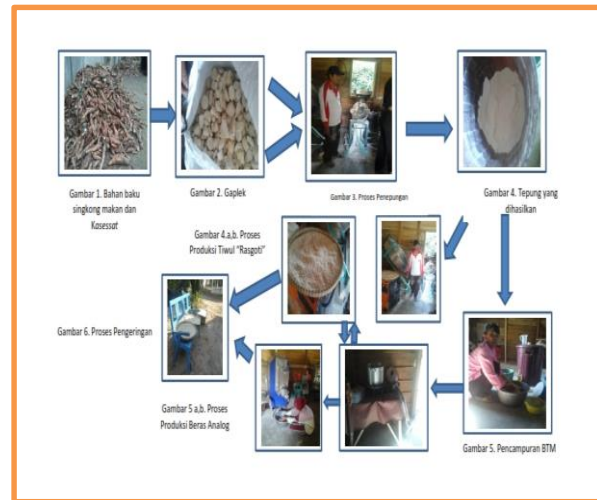 Gambar 1. Bahan baku
singkong makan dan
Kasessat
Gambar 2. Gaplek
Gambar 3. Proses Penepungan
Gambar 4. Tepung yang
dihasilkan
Gambar 4.a,b. Proses
Produksi Tiwul "Rasgoti"
Gambar 6. Proses Pengeringan
Gambar 5 a,b. Proses
Produksi Beras Analog
Gambar 5. Pencampuran BTM